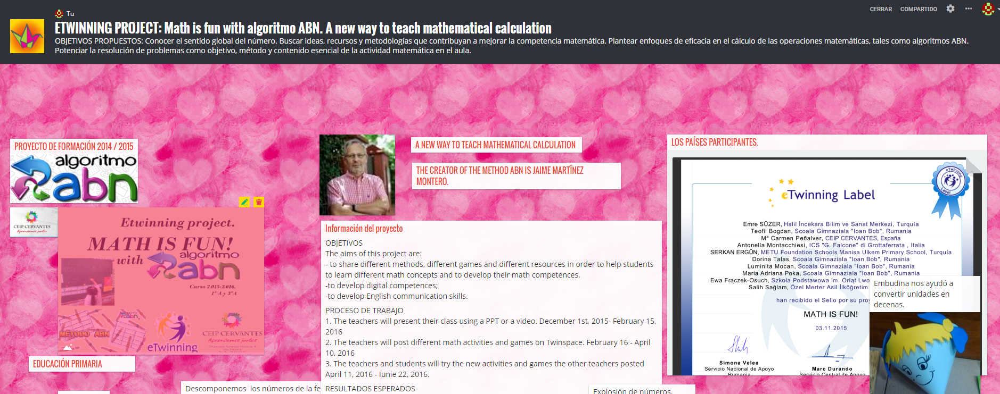 CERRAR COMPARTIDO
Tu
ETWINNING PROJECT: Math is fun with algoritmo ABN. A new way to teach mathematical calculation
OBJETIVOS PROPUESTOS: Conocer el sentido global del número. Buscar ideas, recursos y metodologías que contribuyan a mejorar la competencia matemática. Plantear enfoques de eficacia en el cálculo de las operaciones matemáticas, tales como algoritmos ABN.
Potenciar la resolución de problemas como objetivo, método y contenido esencial de la actividad matemática en el aula.
PROYECTO DE FORMACIÓN 2014 / 2015
algoritmo
abn
CEIP CERVANTES
Aprendemos juntos
Etwinning project.
MATH IS FUN!
with algoritmo
abn
Curso 2.015-2.016.
1º A y 3ºA
METODO ABN
abn
eTwinning
CEIP CERVANTES
Aprendemos juntos
EDUCACIÓN PRIMARIA
Descomponemos los números de la fe
A NEW WAY TO TEACH MATHEMATICAL CALCULATION
THE CREATOR OF THE METHOD ABN IS JAIME MARTÏNEZ
MONTERO.
Información del proyecto
OBJETIVOS
The aims of this project are:
- to share different methods, different games and different resources in order to help students
to learn different math concepts and to develop their math competences.
-to develop digital competences;
-to develop English communication skills.
PROCESO DE TRABAJO
1. The teachers will present their class using a PPT or a video. December 1st, 2015- February 15,
2016
2. The teachers will post different math activities and games on Twinspace. February 16 - April
10, 2016
3. The teachers and students will try the new activities and games the other teachers posted
April 11, 2016 - Iunie 22, 2016.
RESULTADOS ESPERADOS
Explosión de números.
LOS PAÍSES PARTICIPANTES.
eTwinning Label
eTwinning
Label
Emre SÜZER, Halil İncekara Bilim ve Sanat Merkezi, Turquía
Teofil Bogdan, Scoala Gimnaziala "Ioan Bob", Rumania
Mª Carmen Peñalver, CEIP CERVANTES, España
Antonella Montacchiesi, ICS "G. Falcone" di Grottaferrata , Italia
SERKAN ERGÜN, METU Foundation Schools Manisa Ulkem Primary School, Turquía
Dorina Talas, Scoala Gimnaziala "Ioan Bob", Rumania
Luminita Mocan, Scoala Gimnaziala "Ioan Bob", Rumania
Maria Adriana Poka, Scoala Gimnaziala "Ioan Bob", Rumania
Ewa Frączek-Osuch, Szkoła Podstawowa im. Orląt Lwo
Salih Sağlam, Özel Merter Asil İlköğretim
han recibido el Sello por su proy
MATH IS FUN!
03.11.2015
Simona Velea
Servicio Nacional de Apoyo
Rumania
Marc Durando
Servicio Central de Apoyo
Embudina nos ayudó a
convertir unidades en
decenas.